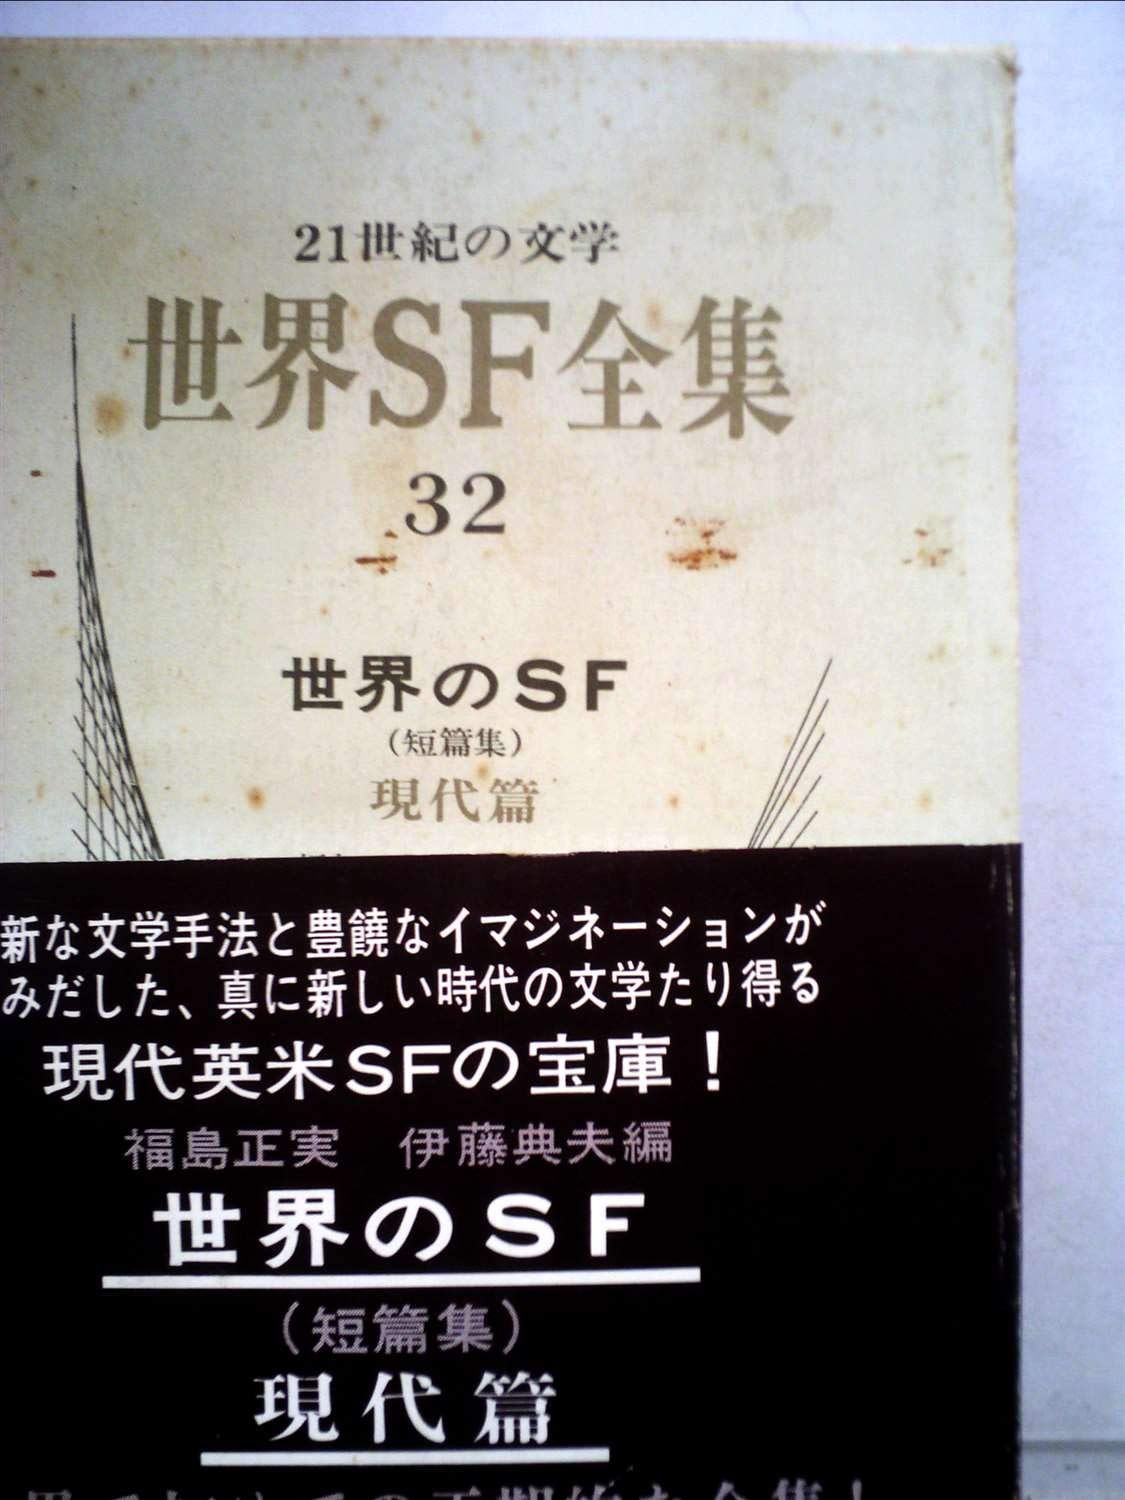 21世紀の文学
世界SF全集
32
世界のSF
(短篇集)
現代篇
新な文学手法と豊饒なイマジネーションが
みだした、真に新しい時代の文学たり得る
現代英米SFの宝庫!
福島正実 伊藤典夫編
世界のSF
(短篇集)
現代篇